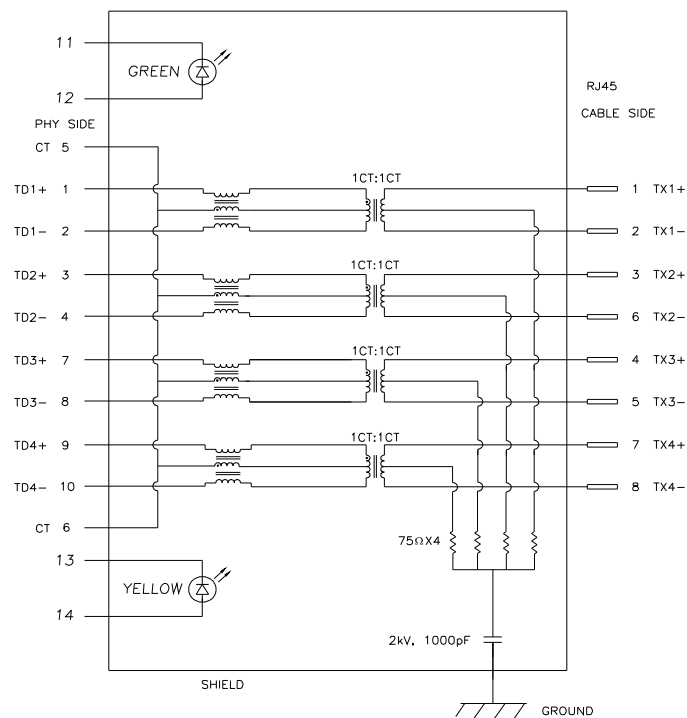 11
GREEN
12
RJ45
CABLE SIDE
PHY SIDE
CT 5
1CT:1CT
TD1+ 1
1 TX1+
TD1− 2
2 TX1−
1CT:1CT
TD2+ 3
3 TX2+
TD2− 4
6 TX2−
1CT:1CT
TD3+ 7
4 TX3+
TD3− 8
5 TX3−
1CT:1CT
TD4+ 9
7 TX4+
TD4− 10
8 TX4−
CT 6
75ΩX4
13
YELLOW
14
2kV, 1000pF
SHIELD
GROUND